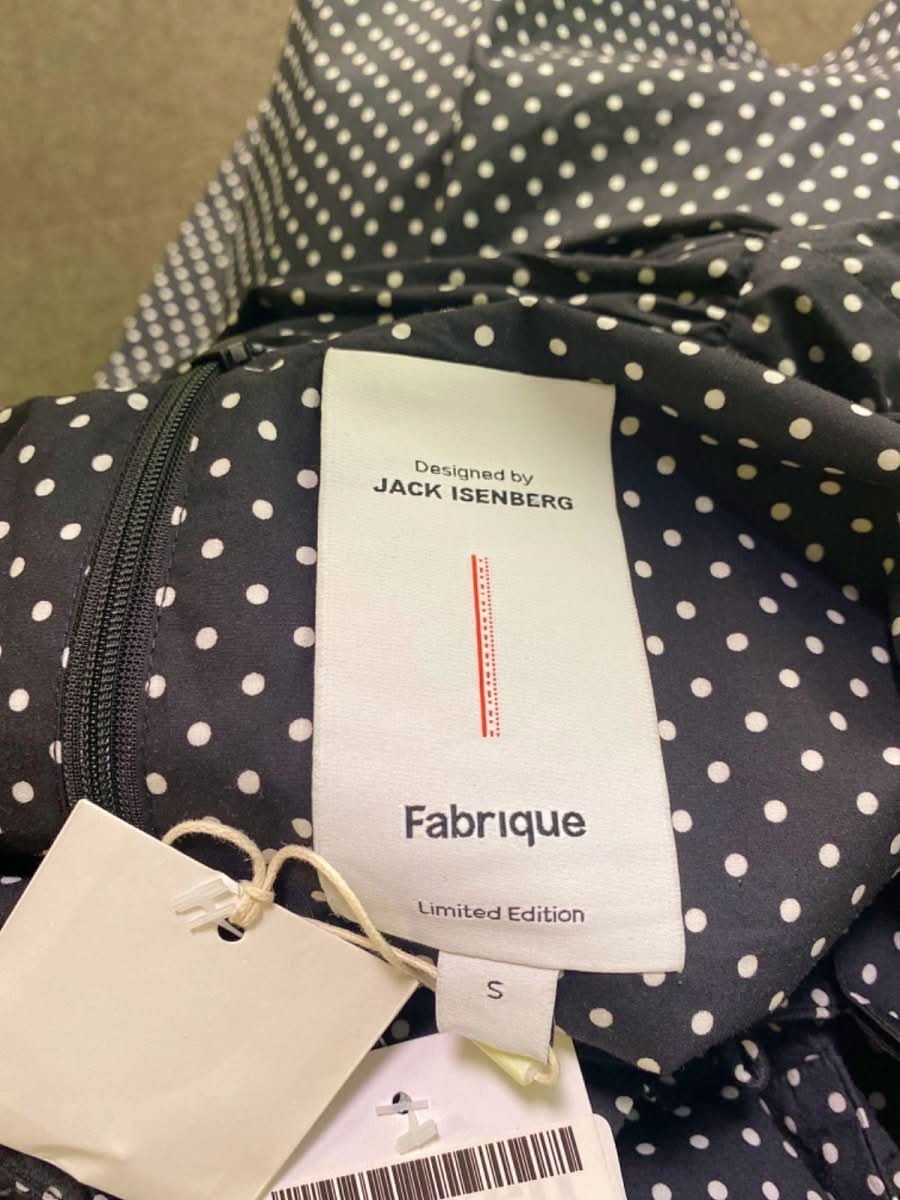 Designed by
JACK ISENBERG
Fabrique
Limited Edition
S